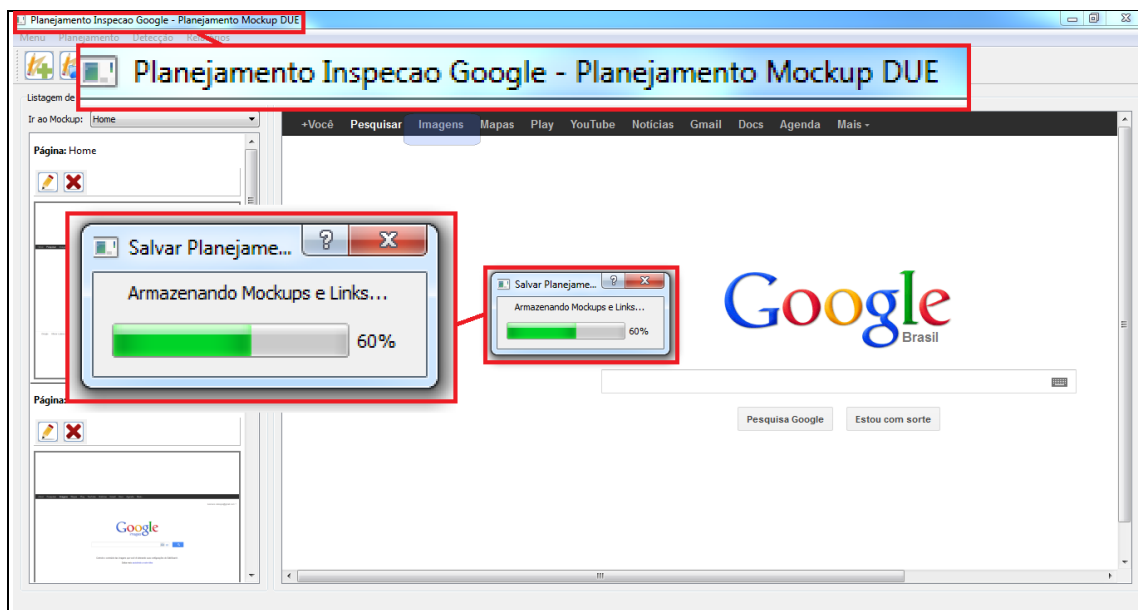 Planejamento Inspecao Google - Planejamento Mockup DUE
Menu Planejamento Detecção Relatórios
Planejamento Inspecao Google - Planejamento Mockup DUE
Listagem de
Ir ao Mockup: Home
+Você Pesquisar Imagens Mapas Play YouTube Notícias Gmail Docs Agenda Mais
Página: Home
Salvar Planejame...
Armazenando Mockups e Links...
60%
Salvar Planejame...
Armazenando Mockups e Links...
60%
Google
Brasil
Página:
Pesquisa Google Estou com sorte
Google